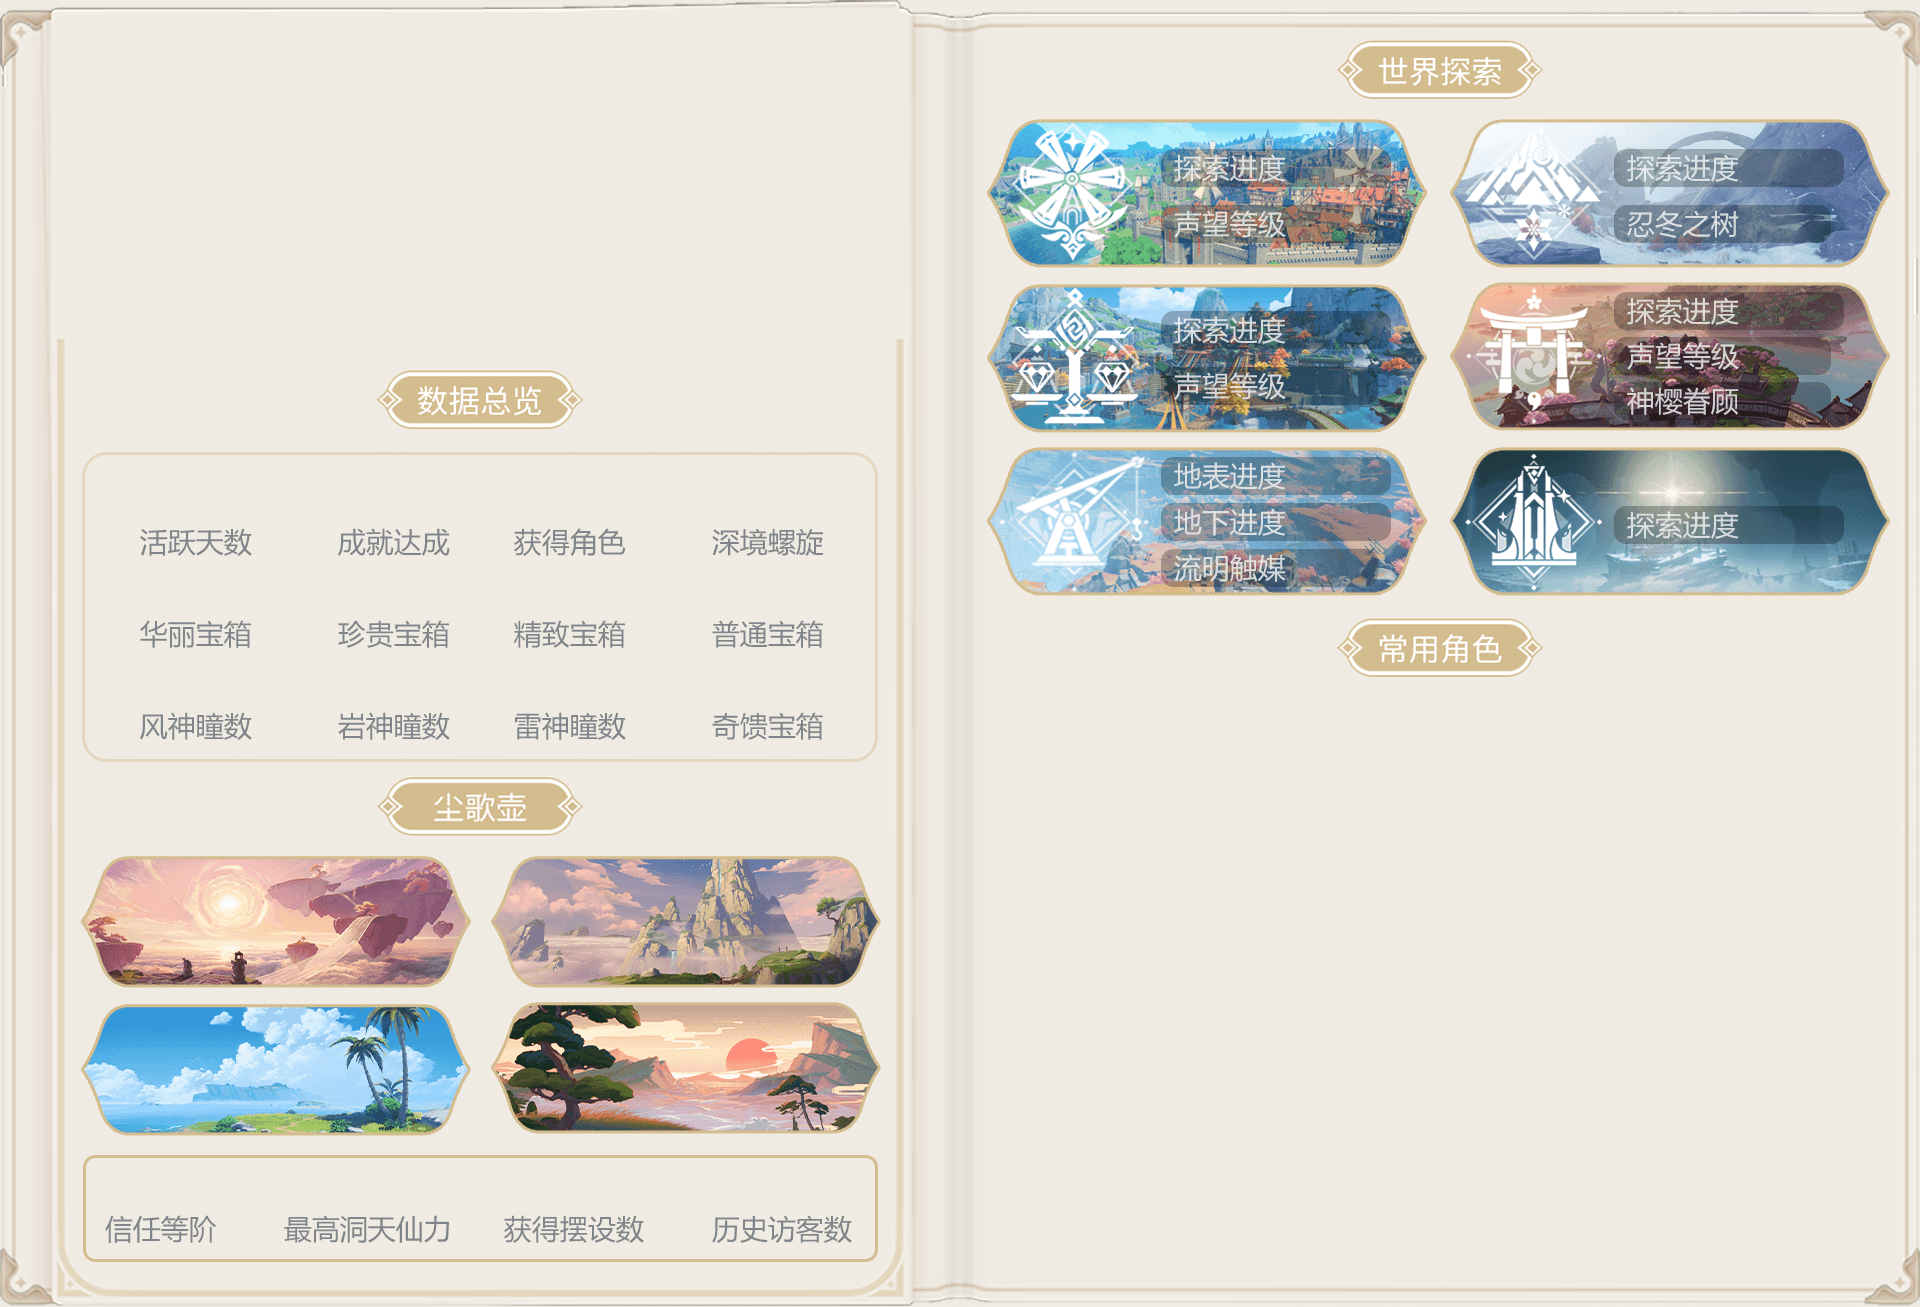 数据总览
活跃天数 成就达成 获得角色 深境螺旋
华丽宝箱 珍贵宝箱 精致宝箱 普通宝箱
风神瞳数 岩神瞳数 雷神瞳数 奇馈宝箱
尘歌壶
信任等阶 最高洞天仙力 获得摆设数 历史访客数
世界探索
探索进度
声望等级
探索进度
忍冬之树
探索进度
声望等级
探索进度
声望等级
神樱眷顾
地表进度
地下进度
流明触媒
探索进度
常用角色